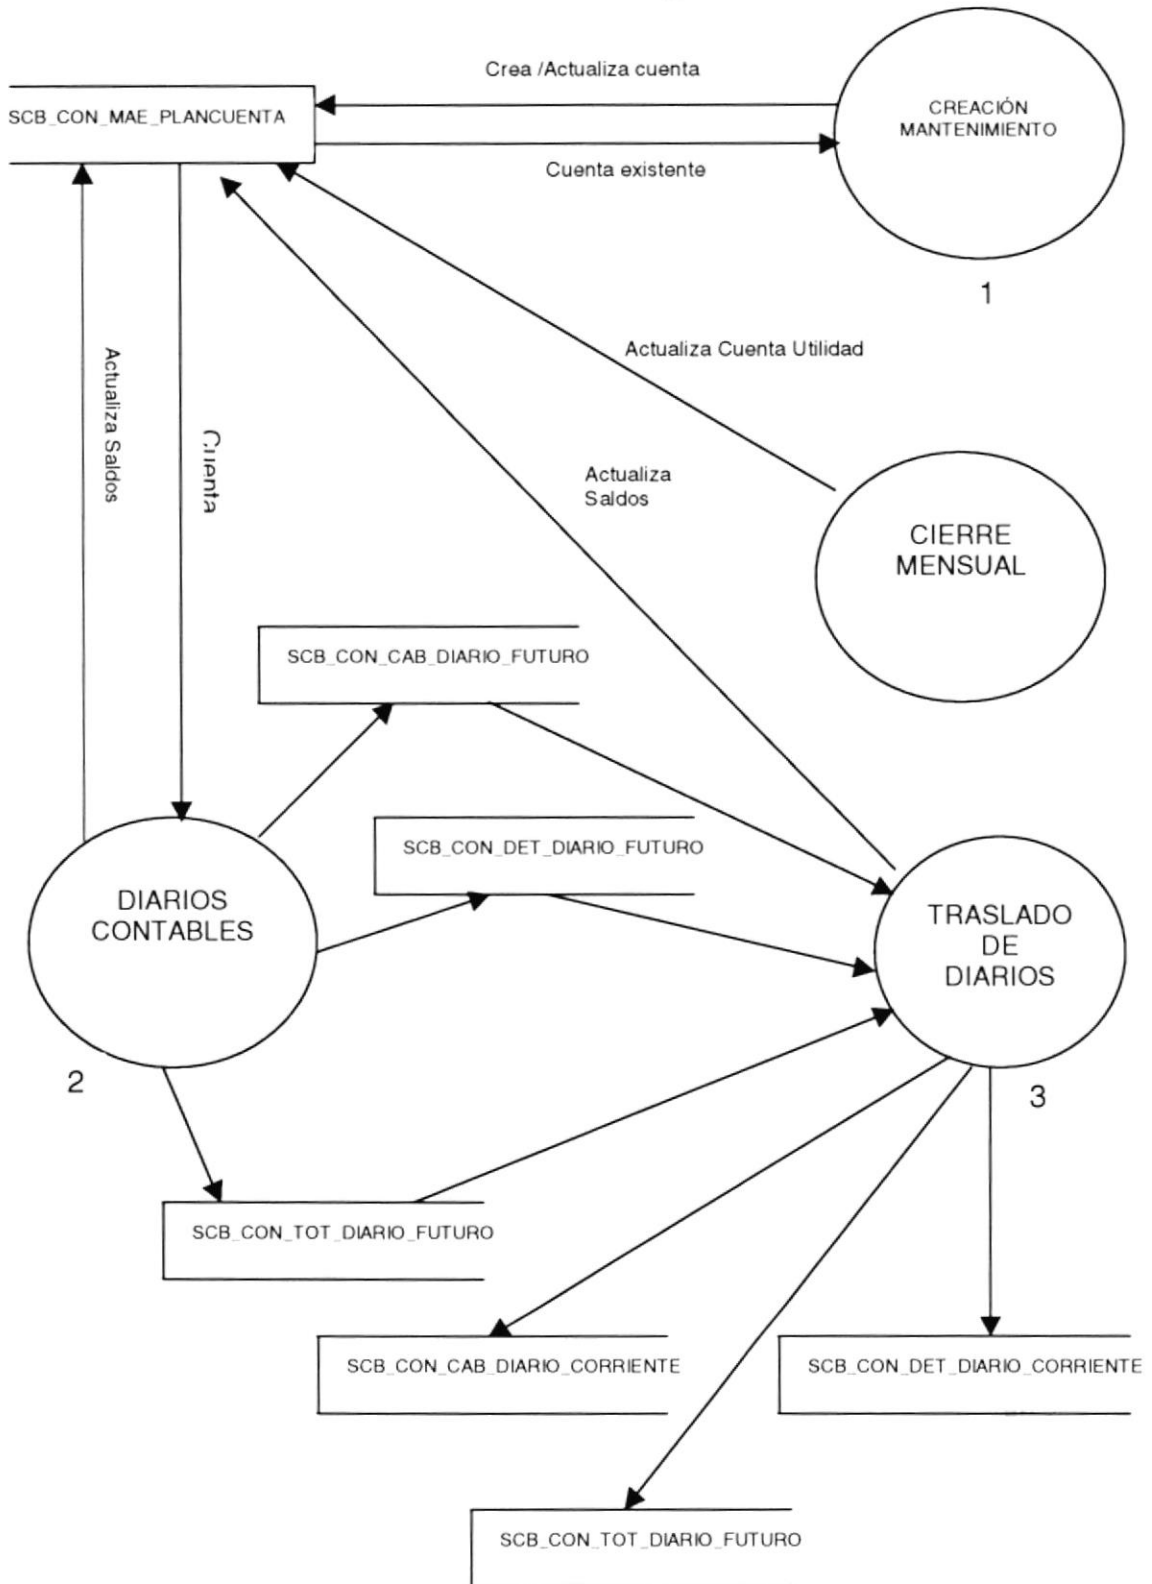 Crea /Actualiza cuenta
SCB_CON_MAE_PLANCUENTA
CREACIÓN
MANTENIMIENTO
Cuenta existente
1
Actualiza Cuenta Utilidad
Actualiza Saldos
Cuenta
Actualiza
Saldos
CIERRE
MENSUAL
SCB_CON_CAB_DIARIO_FUTURO
SCB_CON_DET_DIARIO_FUTURO
DIARIOS
CONTABLES
TRASLADO
DE
DIARIOS
2
3
SCB_CON_TOT_DIARIO_FUTURO
SCB_CON_CAB_DIARIO_CORRIENTE
SCB_CON_DET_DIARIO_CORRIENTE
SCB_CON_TOT_DIARIO_FUTURO